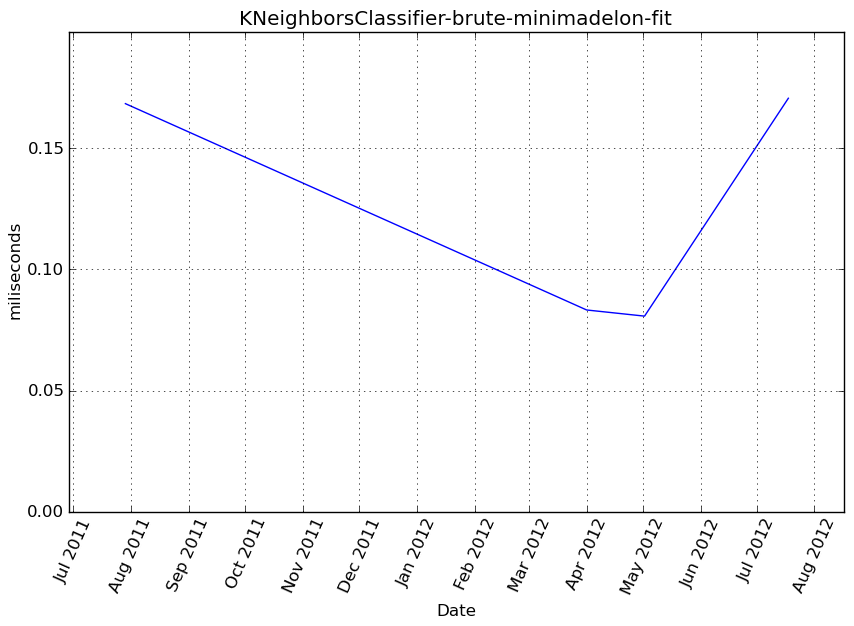 KNeighborsClassifier-brute-minimadelon-fit
miliseconds
0.15
0.10
0.05
0.00
Jul 2011
Aug 2011
Sep 2011
Oct 2011
Nov 2011
Dec 2011
Jan 2012
Feb 2012
Mar 2012
Apr 2012
May 2012
Jun 2012
Jul 2012
Aug 2012
Date